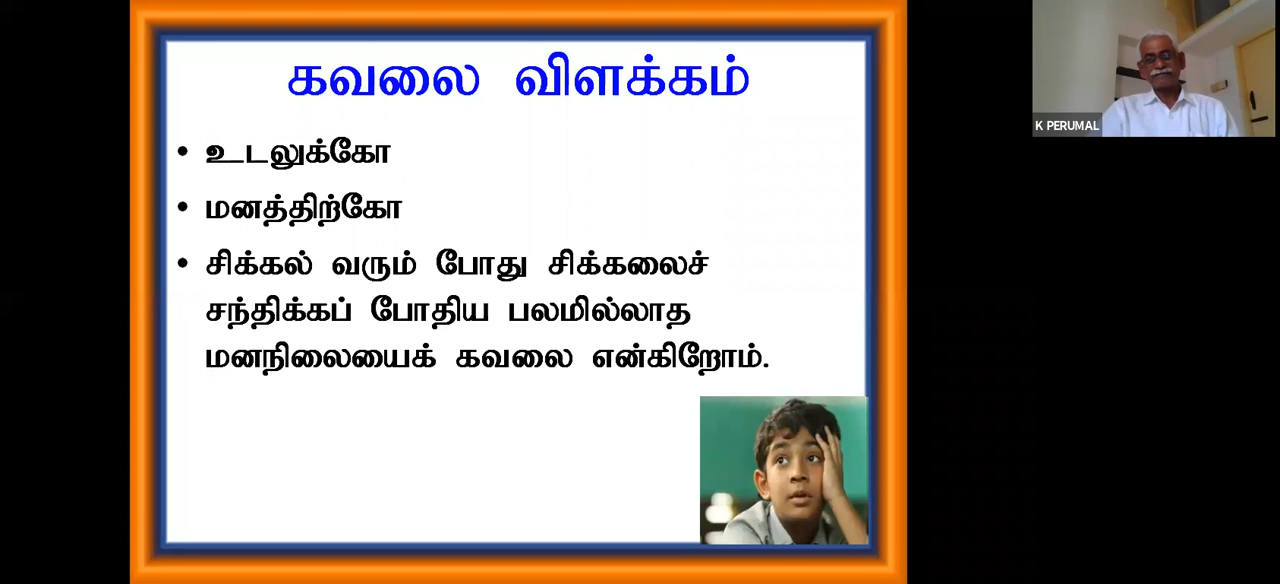 கவலை விளக்கம்
• உடலுக்கோ
• மனத்திற்கோ
• சிக்கல் வரும் போது சிக்கலைச்
சந்திக்கப் போதிய பலமில்லாத
மனநிலையைக் கவலை என்கிறோம்.
K PERUMAL